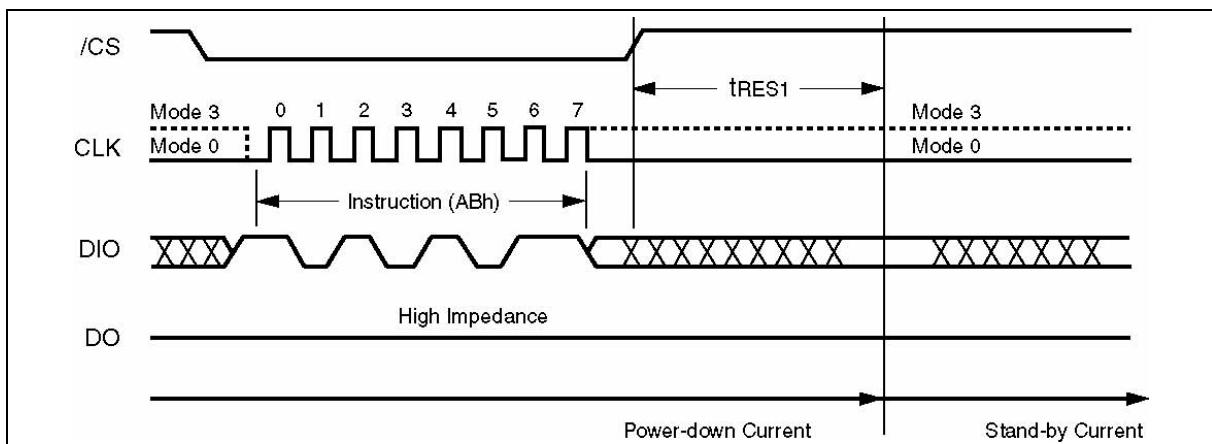 /CS
tRES1
Mode 3
0 1 2 3 4 5 6 7
Mode 3
CLK
Mode 0
Mode 0
Instruction (ABh)
DIO
High Impedance
DO
Power-down Current
Stand-by Current